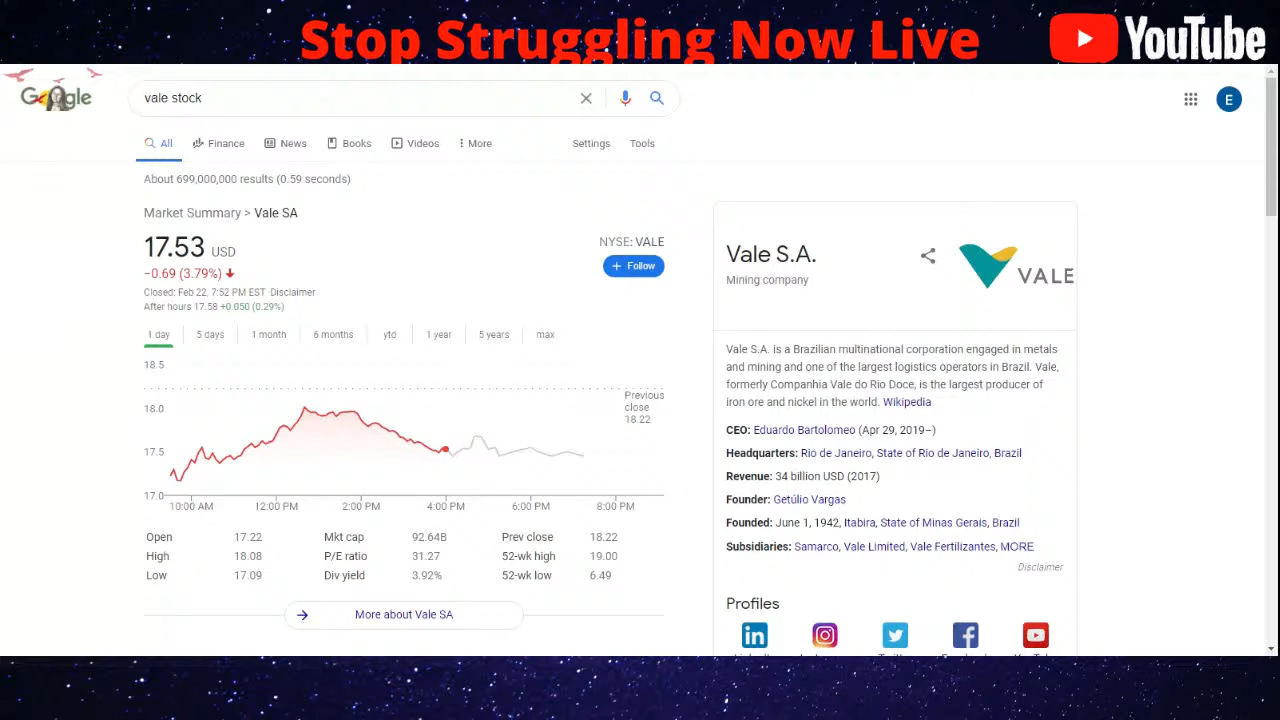 Stop Struggling Now Live
YouTube
Google
vale stock
E
All Finance News Books Videos More Settings Tools
About 699,000,000 results (0.59 seconds)
Market Summary > Vale SA
17.53 USD
NYSE: VALE
−0.69 (3.79%)
+ Follow
Closed: Feb 22, 7:52 PM EST ·Disclaimer
After hours 17.58 +0.050 (0.29%)
1 day 5 days 1 month 6 months ytd 1 year 5 years max
18.5
18.0
17.5
17.0
Previous
close
18.22
10:00 AM 12:00 PM 2:00 PM 4:00 PM 6:00 PM 8:00 PM
Open 17.22 Mkt cap 92.64B Prev close 18.22
High 18.08 P/E ratio 31.27 52-wk high 19.00
Low 17.09 Div yield 3.92% 52-wk low 6.49
More about Vale SA
Vale S.A.
Mining company
VALE
Vale S.A. is a Brazilian multinational corporation engaged in metals
and mining and one of the largest logistics operators in Brazil. Vale,
formerly Companhia Vale do Rio Doce, is the largest producer of
iron ore and nickel in the world. Wikipedia
CEO: Eduardo Bartolomeo (Apr 29, 2019–)
Headquarters: Rio de Janeiro, State of Rio de Janeiro, Brazil
Revenue: 34 billion USD (2017)
Founder: Getúlio Vargas
Founded: June 1, 1942, Itabira, State of Minas Gerais, Brazil
Subsidiaries: Samarco, Vale Limited, Vale Fertilizantes, MORE
Disclaimer
Profiles